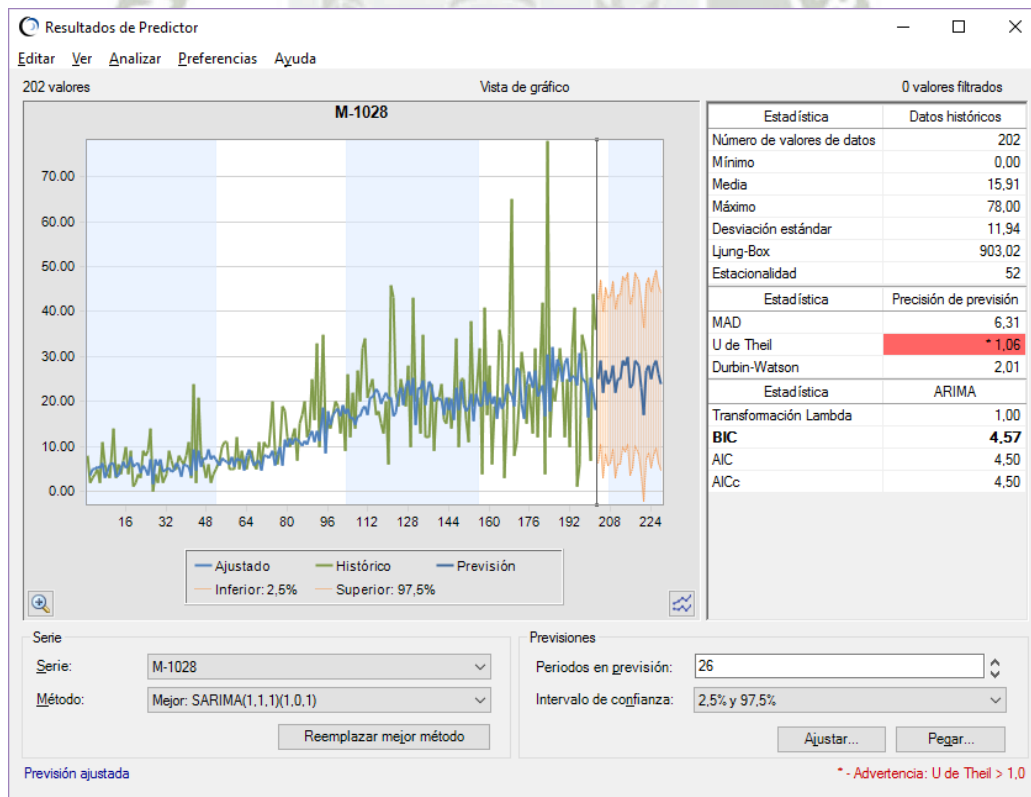 Resultados de Predictor
Editar Ver Analizar Preferencias Ayuda
202 valores Vista de gráfico 0 valores filtrados
M-1028
70.00
60.00
50.00
40.00
30.00
20.00
10.00
0.00
16 32 48 64 80 96 112 128 144 160 176 192 208 224
Ajustado Histórico Previsión
Inferior: 2,5% Superior: 97,5%
Estadística Datos históricos
Número de valores de datos 202
Mínimo 0,00
Media 15,91
Máximo 78,00
Desviación estándar 11,94
Ljung-Box 903,02
Estacionalidad 52
Estadística Precisión de previsión
MAD 6,31
U de Theil * 1,06
Durbin-Watson 2,01
Estadística ARIMA
Transformación Lambda 1,00
BIC 4,57
AIC 4,50
AICc 4,50
Serie
Serie: M-1028
Método: Mejor: SARIMA(1,1,1)(1,0,1)
Reemplazar mejor método
Previsiones
Periodos en previsión: 26
Intervalo de confianza: 2,5% y 97,5%
Ajustar... Pegar...
Previsión ajustada * - Advertencia: U de Theil > 1,0